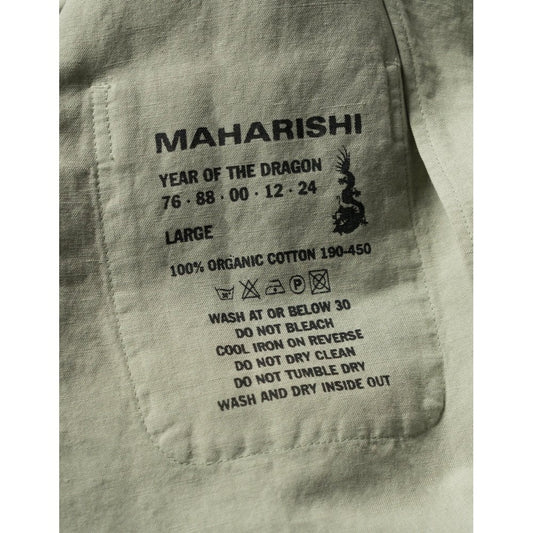 MAHARISHI
YEAR OF THE DRAGON
76 · 88 · 00 · 12 · 24
LARGE
100% ORGANIC COTTON 190-450
P
WASH AT OR BELOW 30
DO NOT BLEACH
COOL IRON ON REVERSE
DO NOT DRY CLEAN
DO NOT TUMBLE DRY
WASH AND DRY INSIDE OUT